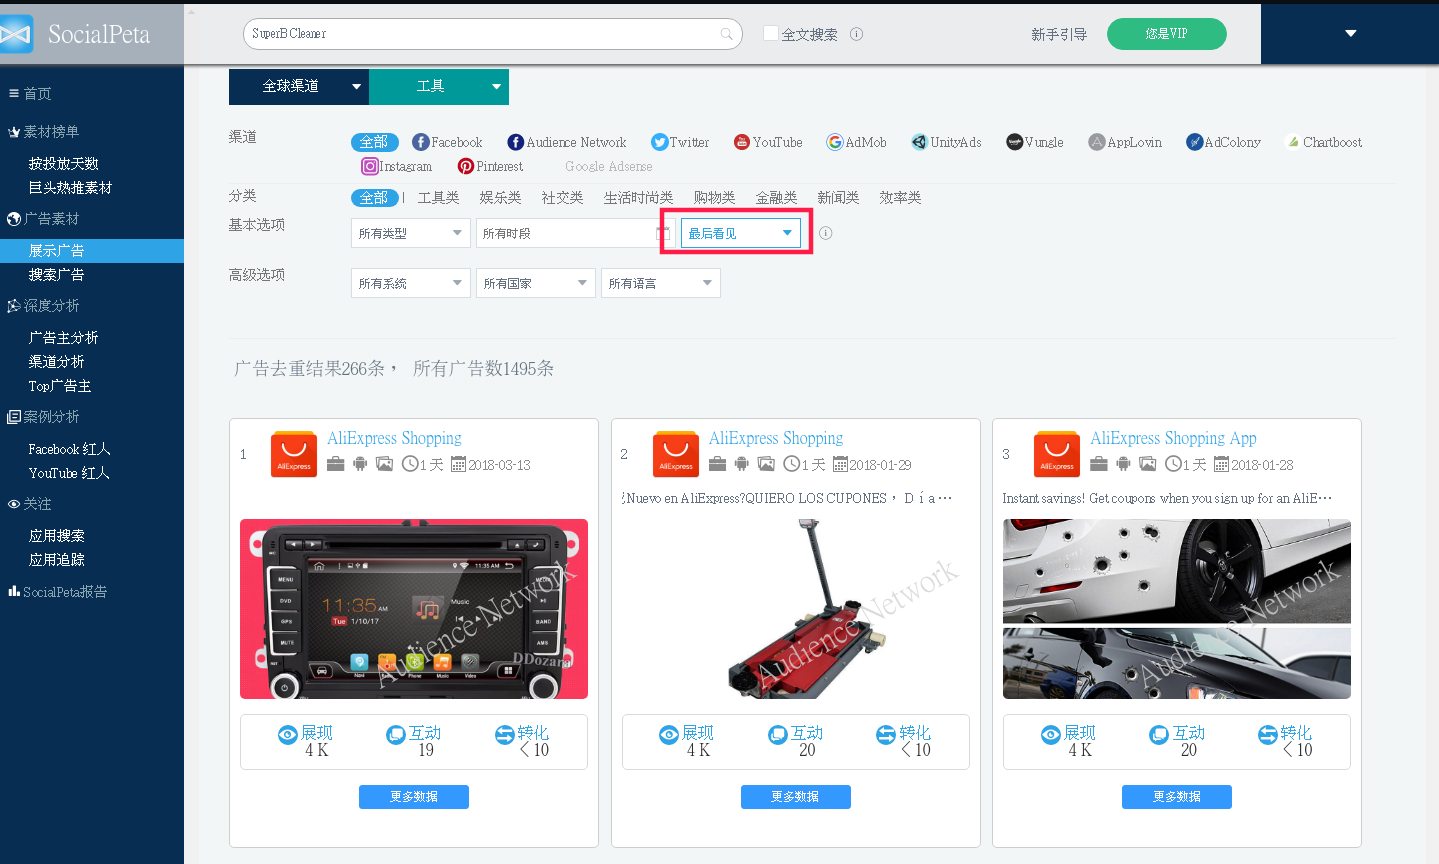 SocialPeta
SuperB Cleaner
全文搜索
新手引导
您是VIP
首页
素材榜单
按投放天数
巨头热推素材
广告素材
展示广告
搜索广告
深度分析
广告主分析
渠道分析
Top广告主
案例分析
Facebook 红人
YouTube 红人
关注
应用搜索
应用追踪
SocialPeta报告
全球渠道 工具
渠道 全部 Facebook Audience Network Twitter YouTube AdMob UnityAds Vungle AppLovin AdColony Chartboost
Instagram Pinterest Google Adsense
分类 全部 | 工具类 娱乐类 社交类 生活时尚类 购物类 金融类 新闻类 效率类
基本选项 所有类型 所有时段 最后看见
高级选项 所有系统 所有国家 所有语言
广告去重结果266条， 所有广告数1495条
1
AliExpress
AliExpress Shopping
1 天 2018-03-13
MENU
DVD
GPS
MUTE
11:35 AM
11:35 AM
Tue 1/10/17
Music
BAND
AMS
Navi Radio Phone Music Video
DDozara
Audience Network
展现 互动 转化
4 K 19 < 10
更多数据
2
AliExpress
AliExpress Shopping
1 天 2018-01-29
¿Nuevo en AliExpress?QUIERO LOS CUPONES， Día…
Audience Network
展现 互动 转化
4 K 20 < 10
更多数据
3
AliExpress
AliExpress Shopping App
1 天 2018-01-28
Instant savings! Get coupons when you sign up for an AliE…
Audience Network
展现 互动 转化
4 K 20 < 10
更多数据